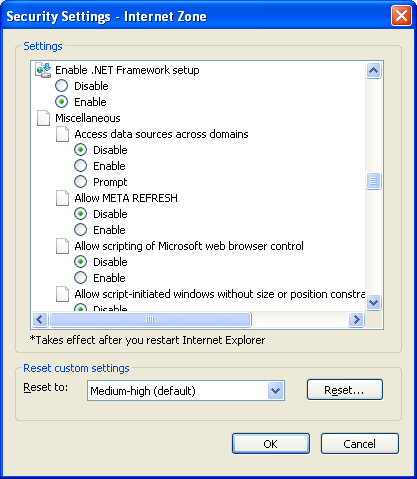 Security Settings - Internet Zone
Settings
Enable .NET Framework setup
Disable
Enable
Miscellaneous
Access data sources across domains
Disable
Enable
Prompt
Allow META REFRESH
Disable
Enable
Allow scripting of Microsoft web browser control
Disable
Enable
Allow script-initiated windows without size or position constra
Disable
*Takes effect after you restart Internet Explorer
Reset custom settings
Reset to:
Medium-high (default)
Reset...
OK
Cancel